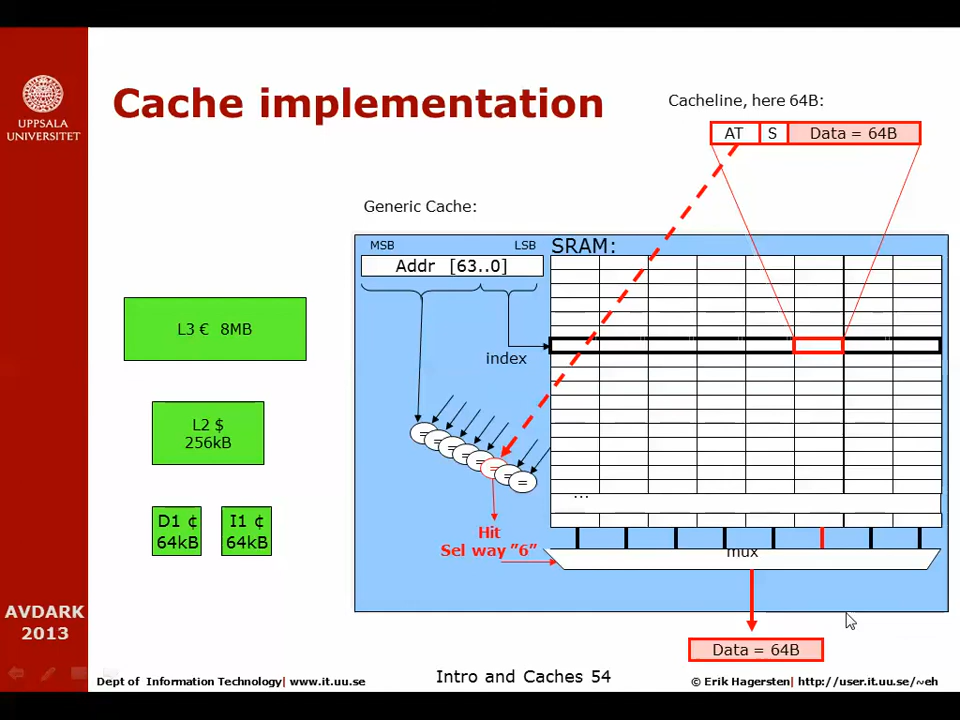 UPPSALA
UNIVERSITET
Cache implementation
Cacheline, here 64B:
AT S Data = 64B
Generic Cache:
MSB LSB SRAM:
Addr [63..0]
L3 € 8MB
index
L2 $
256kB
= = = = = = = =
...
D1 ¢
64kB
I1 ¢
64kB
Hit
Sel way ”6”
mux
AVDARK
2013
Data = 64B
Dept of Information Technology| www.it.uu.se
Intro and Caches 54
© Erik Hagersten| http://user.it.uu.se/~eh